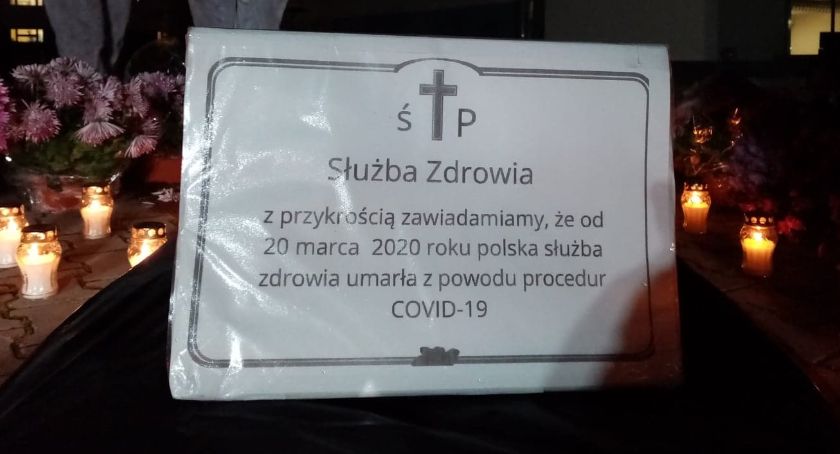 Ś P
Służba Zdrowia
z przykrością zawiadamiamy, że od
20 marca 2020 roku polska służba
zdrowia umarła z powodu procedur
COVID-19